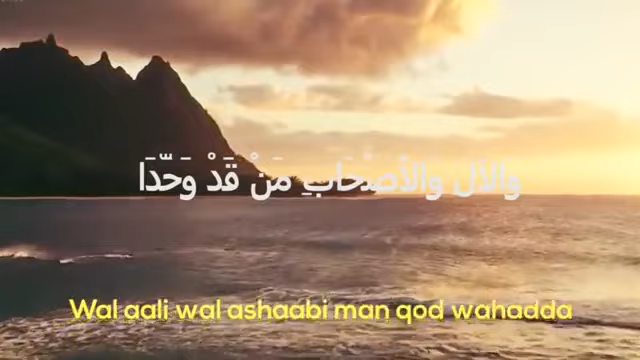 والآلِ والأَصْحَابِ مَنْ قَدْ وَحَّدَا
Wal aali wal ashaabi man qod wahadda